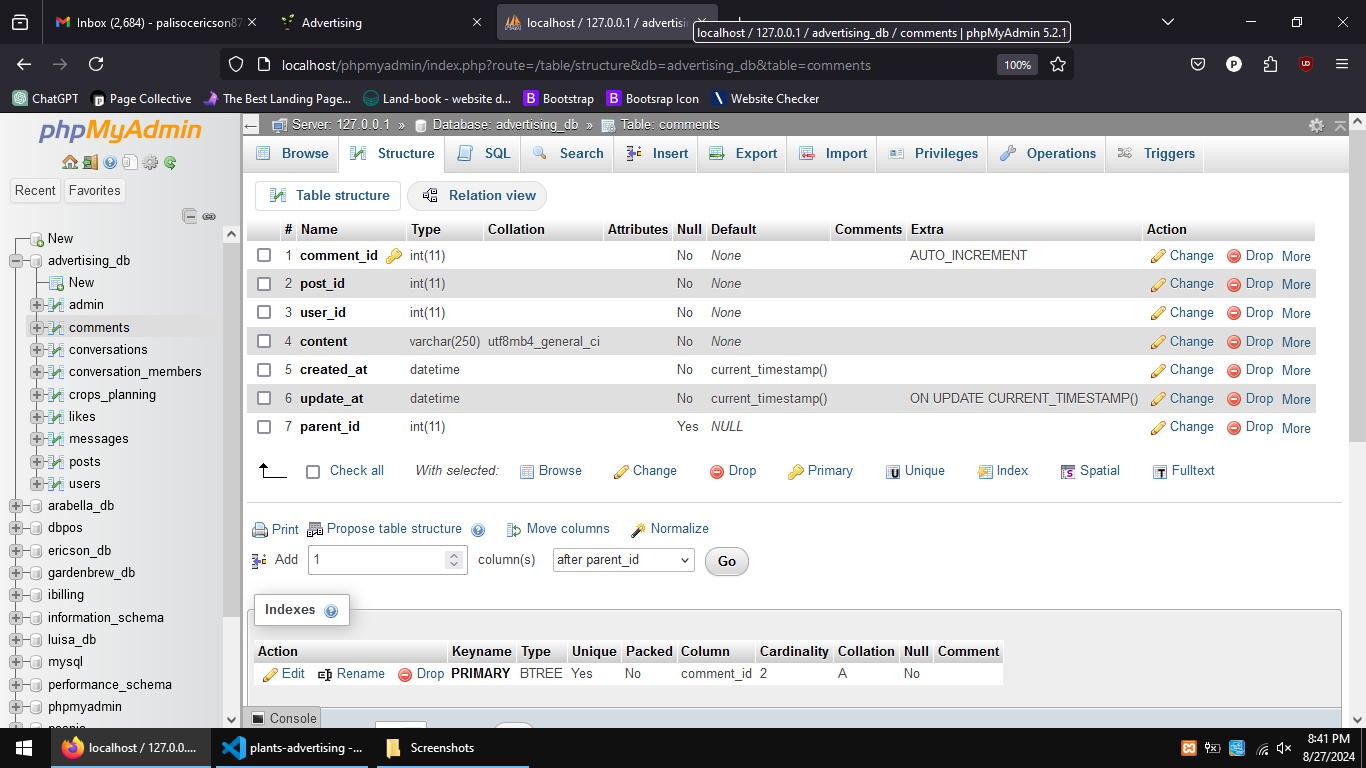 Inbox (2,684) - palisocericson87
Advertising
localhost / 127.0.0.1 / advertisin
localhost / 127.0.0.1 / advertising_db / comments | phpMyAdmin 5.2.1
localhost/phpmyadmin/index.php?route=/table/structure&db=advertising_db&table=comments
100%
ChatGPT
Page Collective
The Best Landing Page...
Land-book - website d...
Bootstrap
Bootsrap Icon
Website Checker
phpMyAdmin
Recent
Favorites
New
advertising_db
New
admin
comments
conversations
conversation_members
crops_planning
likes
messages
posts
users
arabella_db
dbpos
ericson_db
gardenbrew_db
ibilling
information_schema
luisa_db
mysql
performance_schema
phpmyadmin
Server: 127.0.0.1 » Database: advertising_db » Table: comments
Browse Structure SQL Search Insert Export Import Privileges Operations Triggers
Table structure Relation view
# Name Type Collation Attributes Null Default Comments Extra Action
1 comment_id int(11) No None AUTO_INCREMENT Change Drop More
2 post_id int(11) No None Change Drop More
3 user_id int(11) No None Change Drop More
4 content varchar(250) utf8mb4_general_ci No None Change Drop More
5 created_at datetime No current_timestamp() Change Drop More
6 update_at datetime No current_timestamp() ON UPDATE CURRENT_TIMESTAMP() Change Drop More
7 parent_id int(11) Yes NULL Change Drop More
Check all With selected: Browse Change Drop Primary Unique Index Spatial Fulltext
Print Propose table structure Move columns Normalize
Add 1 column(s) after parent_id Go
Indexes
Action Keyname Type Unique Packed Column Cardinality Collation Null Comment
Edit Rename Drop PRIMARY BTREE Yes No comment_id 2 A No
Console
localhost / 127.0.0....
plants-advertising -...
Screenshots
8:41 PM
8/27/2024